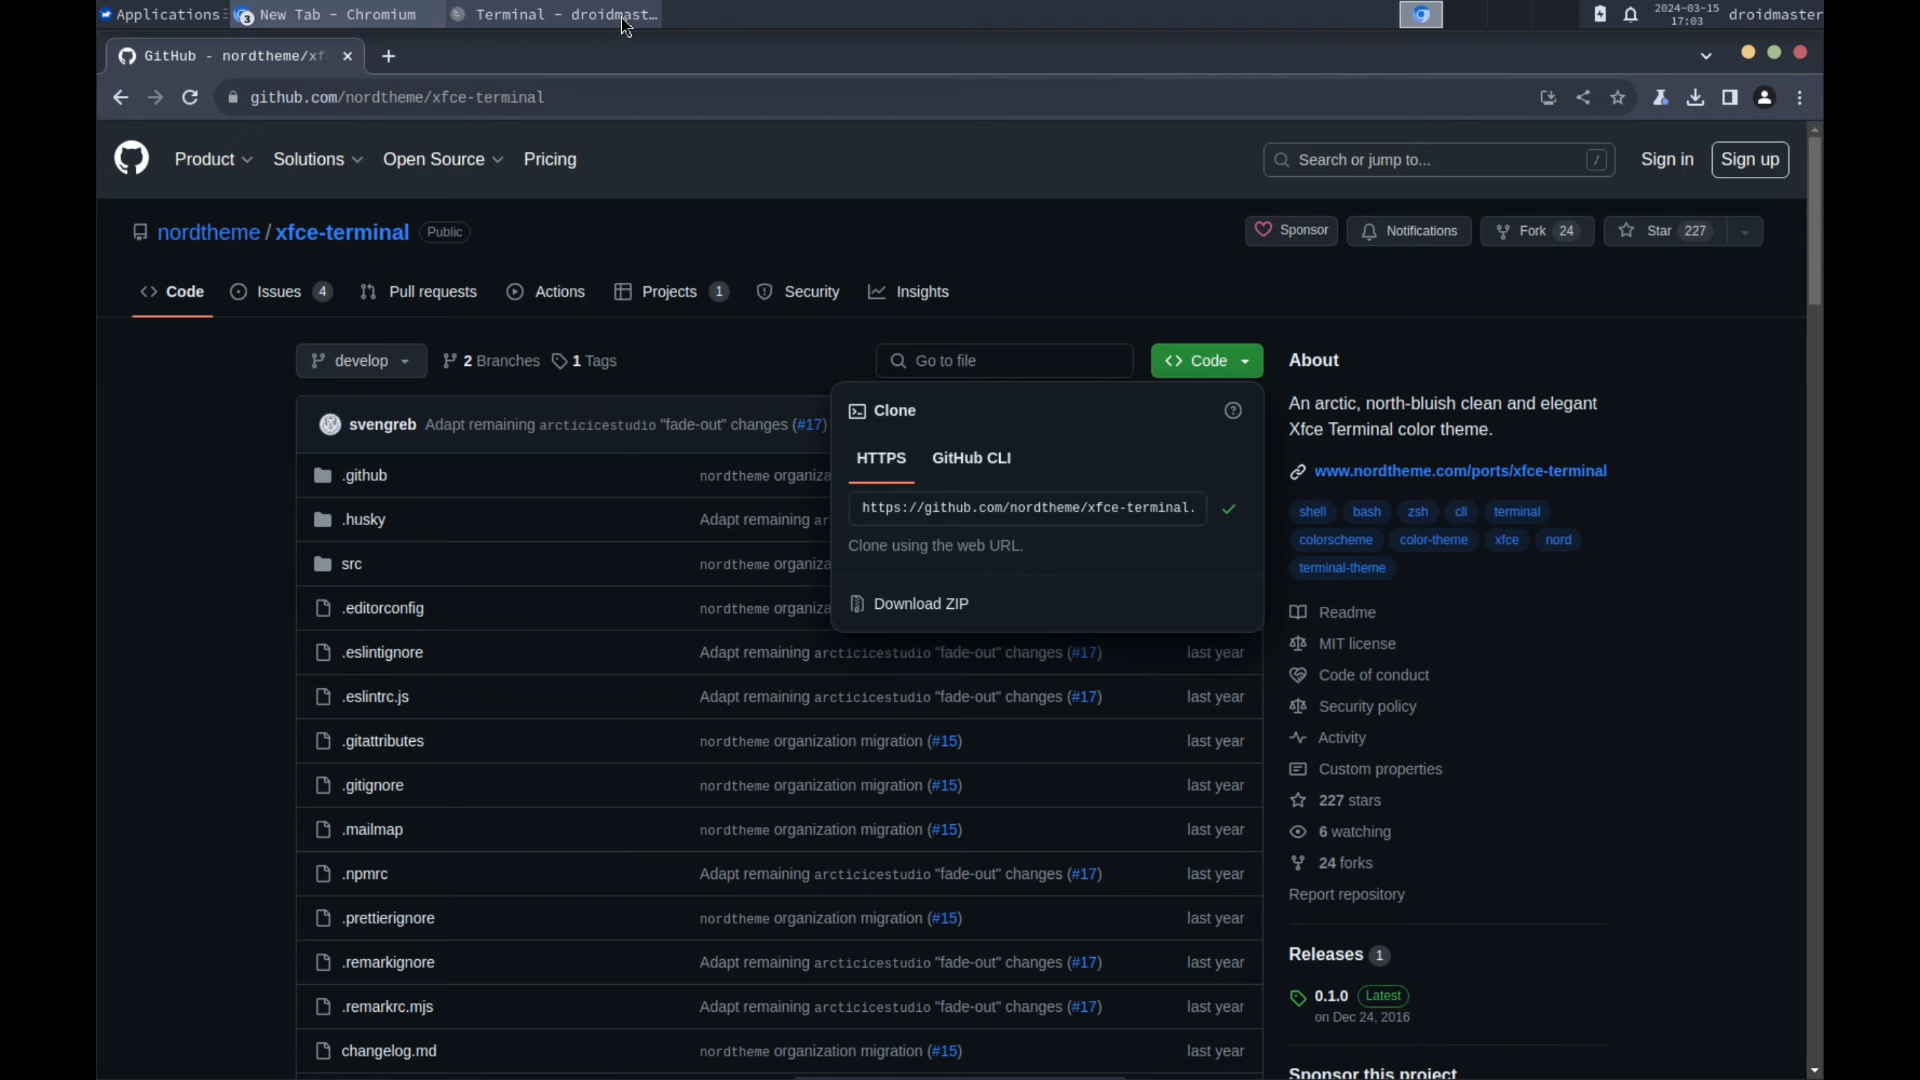 Applications
3 New Tab - Chromium
Terminal - droidmast…
2024-03-15
17:03
droidmaster
GitHub - nordtheme/xf
github.com/nordtheme/xfce-terminal
Product
Solutions
Open Source
Pricing
Search or jump to...
/
Sign in
Sign up
nordtheme / xfce-terminal
Public
Sponsor
Notifications
Fork 24
Star 227
Code
Issues 4
Pull requests
Actions
Projects 1
Security
Insights
develop
2 Branches
1 Tags
Go to file
Code
svengreb Adapt remaining arcticicestudio "fade-out" changes (#17)
.github nordtheme organiza
.husky Adapt remaining ar
src nordtheme organiza
.editorconfig nordtheme organiza
.eslintignore Adapt remaining arcticicestudio "fade-out" changes (#17) last year
.eslintrc.js Adapt remaining arcticicestudio "fade-out" changes (#17) last year
.gitattributes nordtheme organization migration (#15) last year
.gitignore nordtheme organization migration (#15) last year
.mailmap nordtheme organization migration (#15) last year
.npmrc Adapt remaining arcticicestudio "fade-out" changes (#17) last year
.prettierignore nordtheme organization migration (#15) last year
.remarkignore Adapt remaining arcticicestudio "fade-out" changes (#17) last year
.remarkrc.mjs Adapt remaining arcticicestudio "fade-out" changes (#17) last year
changelog.md nordtheme organization migration (#15) last year
Clone
HTTPS
GitHub CLI
https://github.com/nordtheme/xfce-terminal.
Clone using the web URL.
Download ZIP
About
An arctic, north-bluish clean and elegant
Xfce Terminal color theme.
www.nordtheme.com/ports/xfce-terminal
shell bash zsh cli terminal
colorscheme color-theme xfce nord
terminal-theme
Readme
MIT license
Code of conduct
Security policy
Activity
Custom properties
227 stars
6 watching
24 forks
Report repository
Releases 1
0.1.0 Latest
on Dec 24, 2016
Sponsor this project